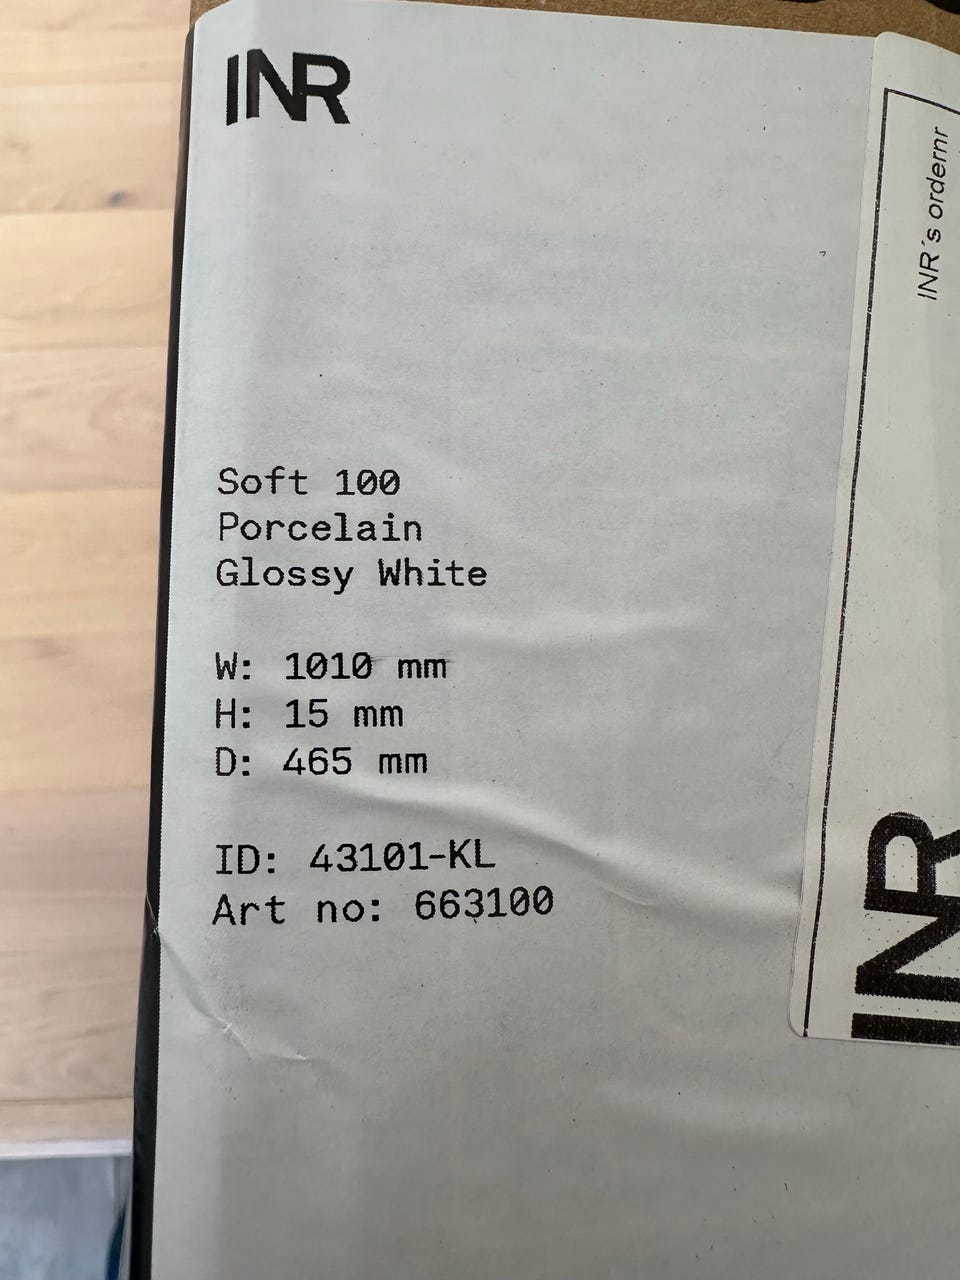 INR
Soft 100
Porcelain
Glossy White
W: 1010 mm
H: 15 mm
D: 465 mm
ID: 43101-KL
Art no: 663100
INR´s ordernr
INR